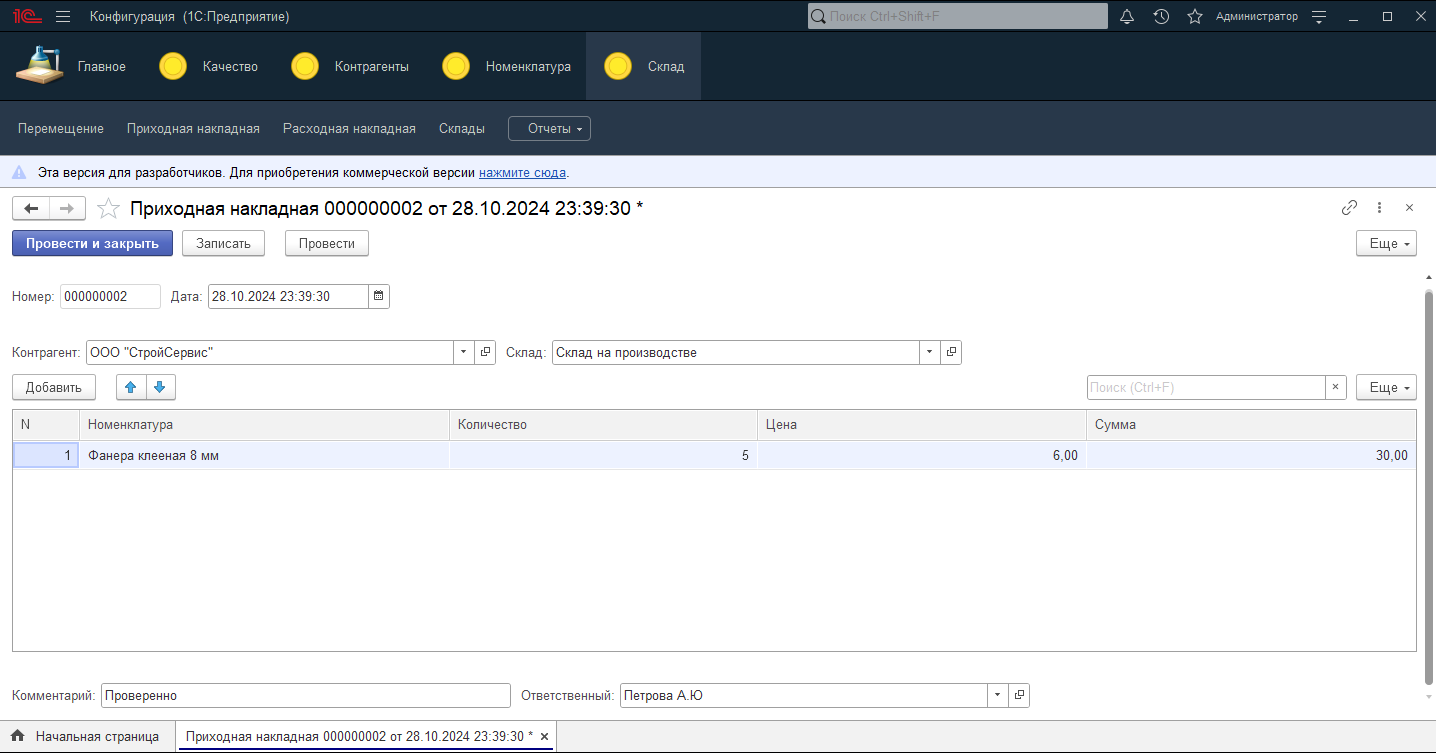 1С Конфигурация (1С:Предприятие) Поиск Ctrl+Shift+F Администратор
Главное Качество Контрагенты Номенклатура Склад
Перемещение Приходная накладная Расходная накладная Склады Отчеты
Эта версия для разработчиков. Для приобретения коммерческой версии нажмите сюда.
Приходная накладная 000000002 от 28.10.2024 23:39:30 *
Провести и закрыть Записать Провести Еще
Номер: 000000002 Дата: 28.10.2024 23:39:30
Контрагент: ООО "СтройСервис" Склад: Склад на производстве
Добавить Поиск (Ctrl+F) × Еще
N Номенклатура Количество Цена Сумма
1 Фанера клееная 8 мм 5 6,00 30,00
Комментарий: Проверенно Ответственный: Петрова А.Ю
Начальная страница Приходная накладная 000000002 от 28.10.2024 23:39:30 * ×